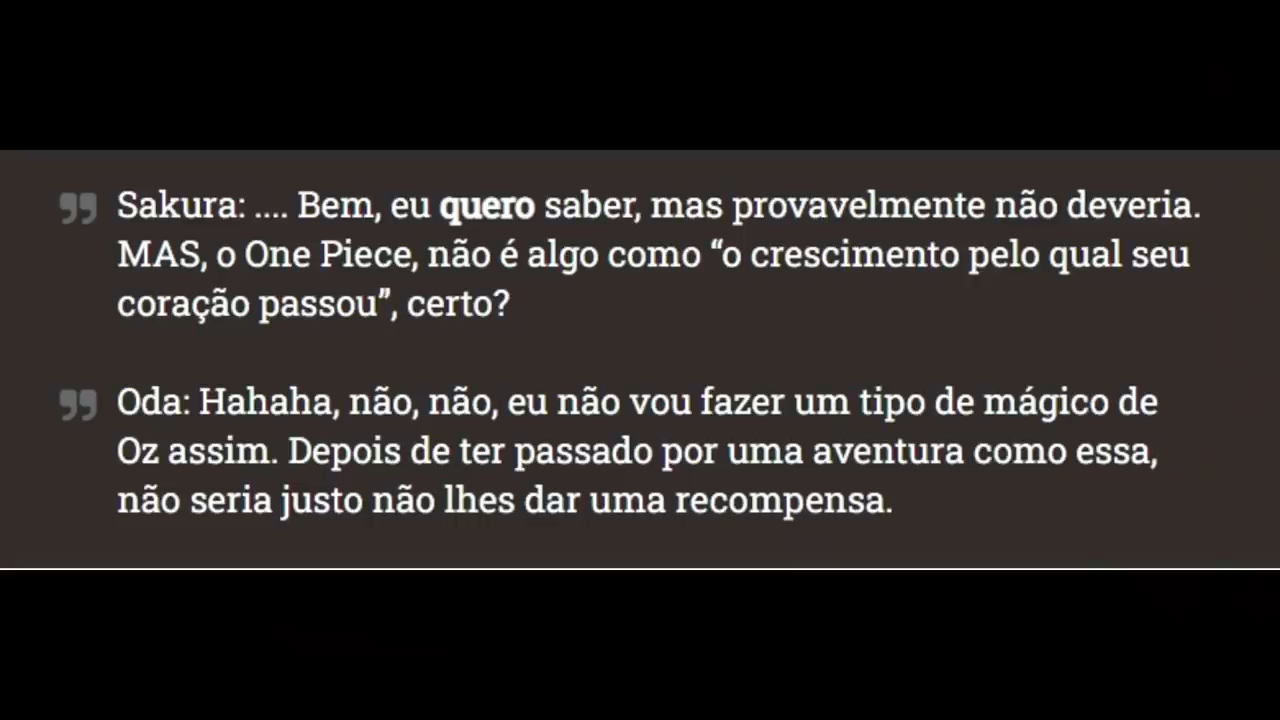 Sakura: .... Bem, eu quero saber, mas provavelmente não deveria.
MAS, o One Piece, não é algo como “o crescimento pelo qual seu
coração passou”, certo?
Oda: Hahaha, não, não, eu não vou fazer um tipo de mágico de
Oz assim. Depois de ter passado por uma aventura como essa,
não seria justo não lhes dar uma recompensa.